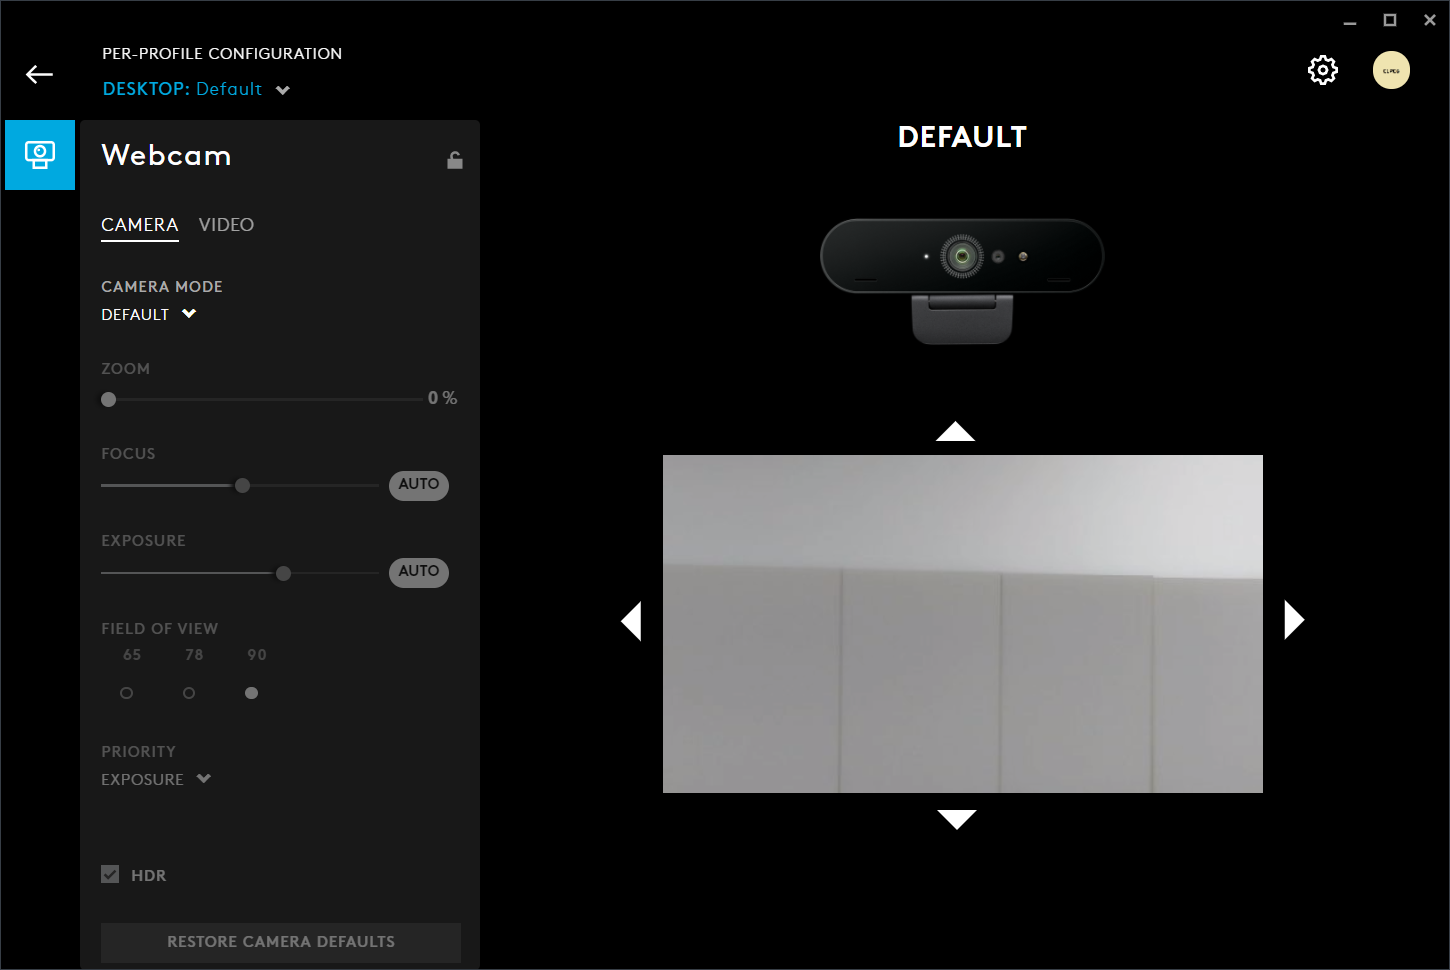 PER-PROFILE CONFIGURATION
DESKTOP: Default
Webcam
CAMERA VIDEO
CAMERA MODE
DEFAULT
ZOOM
0 %
FOCUS
AUTO
EXPOSURE
AUTO
FIELD OF VIEW
65 78 90
PRIORITY
EXPOSURE
HDR
RESTORE CAMERA DEFAULTS
DEFAULT